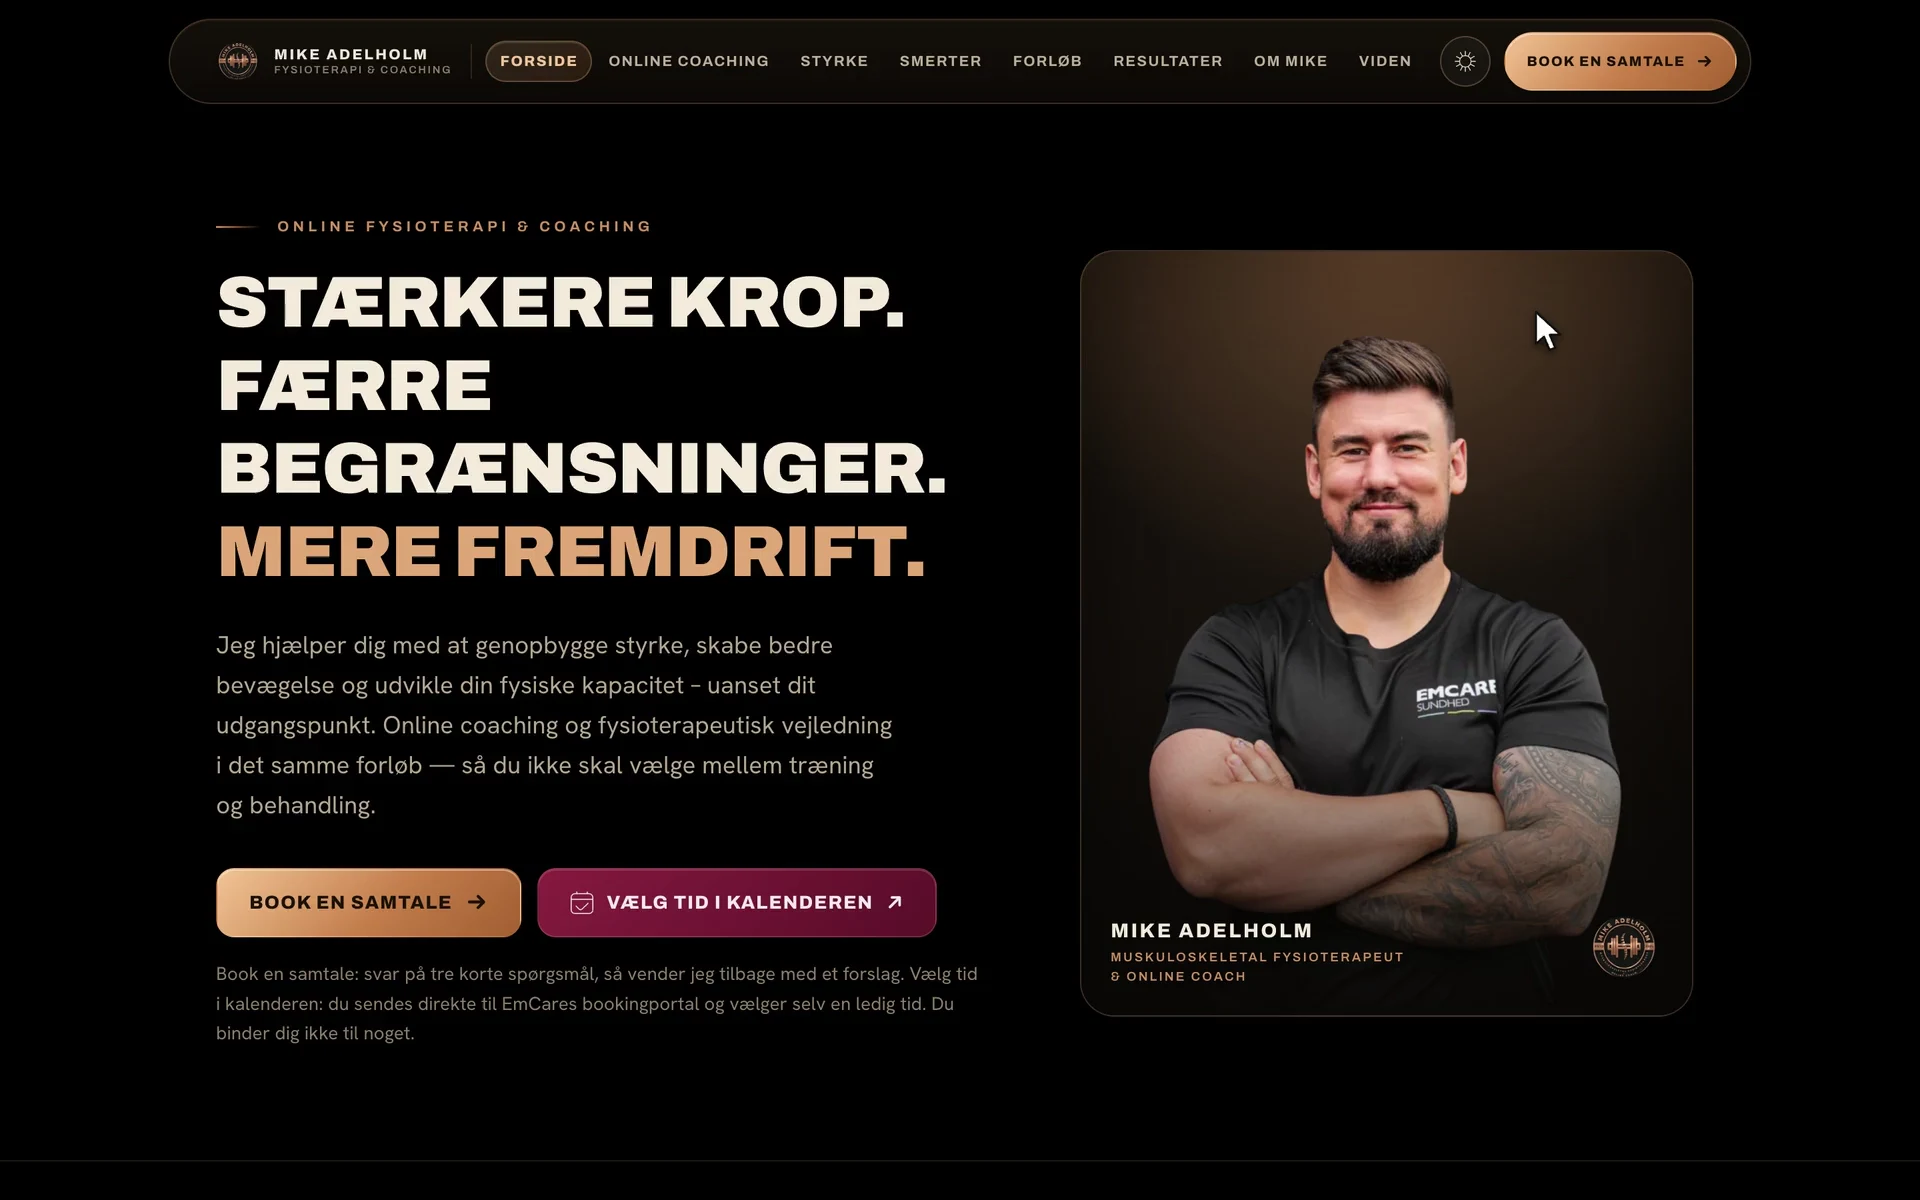 MIKE ADELHOLM
FYSIOTERAPI & COACHING
FORSIDE
ONLINE COACHING
STYRKE
SMERTER
FORLØB
RESULTATER
OM MIKE
VIDEN
BOOK EN SAMTALE
ONLINE FYSIOTERAPI & COACHING
STÆRKERE KROP.
FÆRRE
BEGRÆNSNINGER.
MERE FREMDRIFT.
Jeg hjælper dig med at genopbygge styrke, skabe bedre
bevægelse og udvikle din fysiske kapacitet – uanset dit
udgangspunkt. Online coaching og fysioterapeutisk vejledning
i det samme forløb — så du ikke skal vælge mellem træning
og behandling.
BOOK EN SAMTALE
VÆLG TID I KALENDEREN
Book en samtale: svar på tre korte spørgsmål, så vender jeg tilbage med et forslag. Vælg tid
i kalenderen: du sendes direkte til EmCares bookingportal og vælger selv en ledig tid. Du
binder dig ikke til noget.
EMCARE
SUNDHED
MIKE ADELHOLM
MUSKULOSKELETAL FYSIOTERAPEUT
& ONLINE COACH
MIKE ADELHOLM